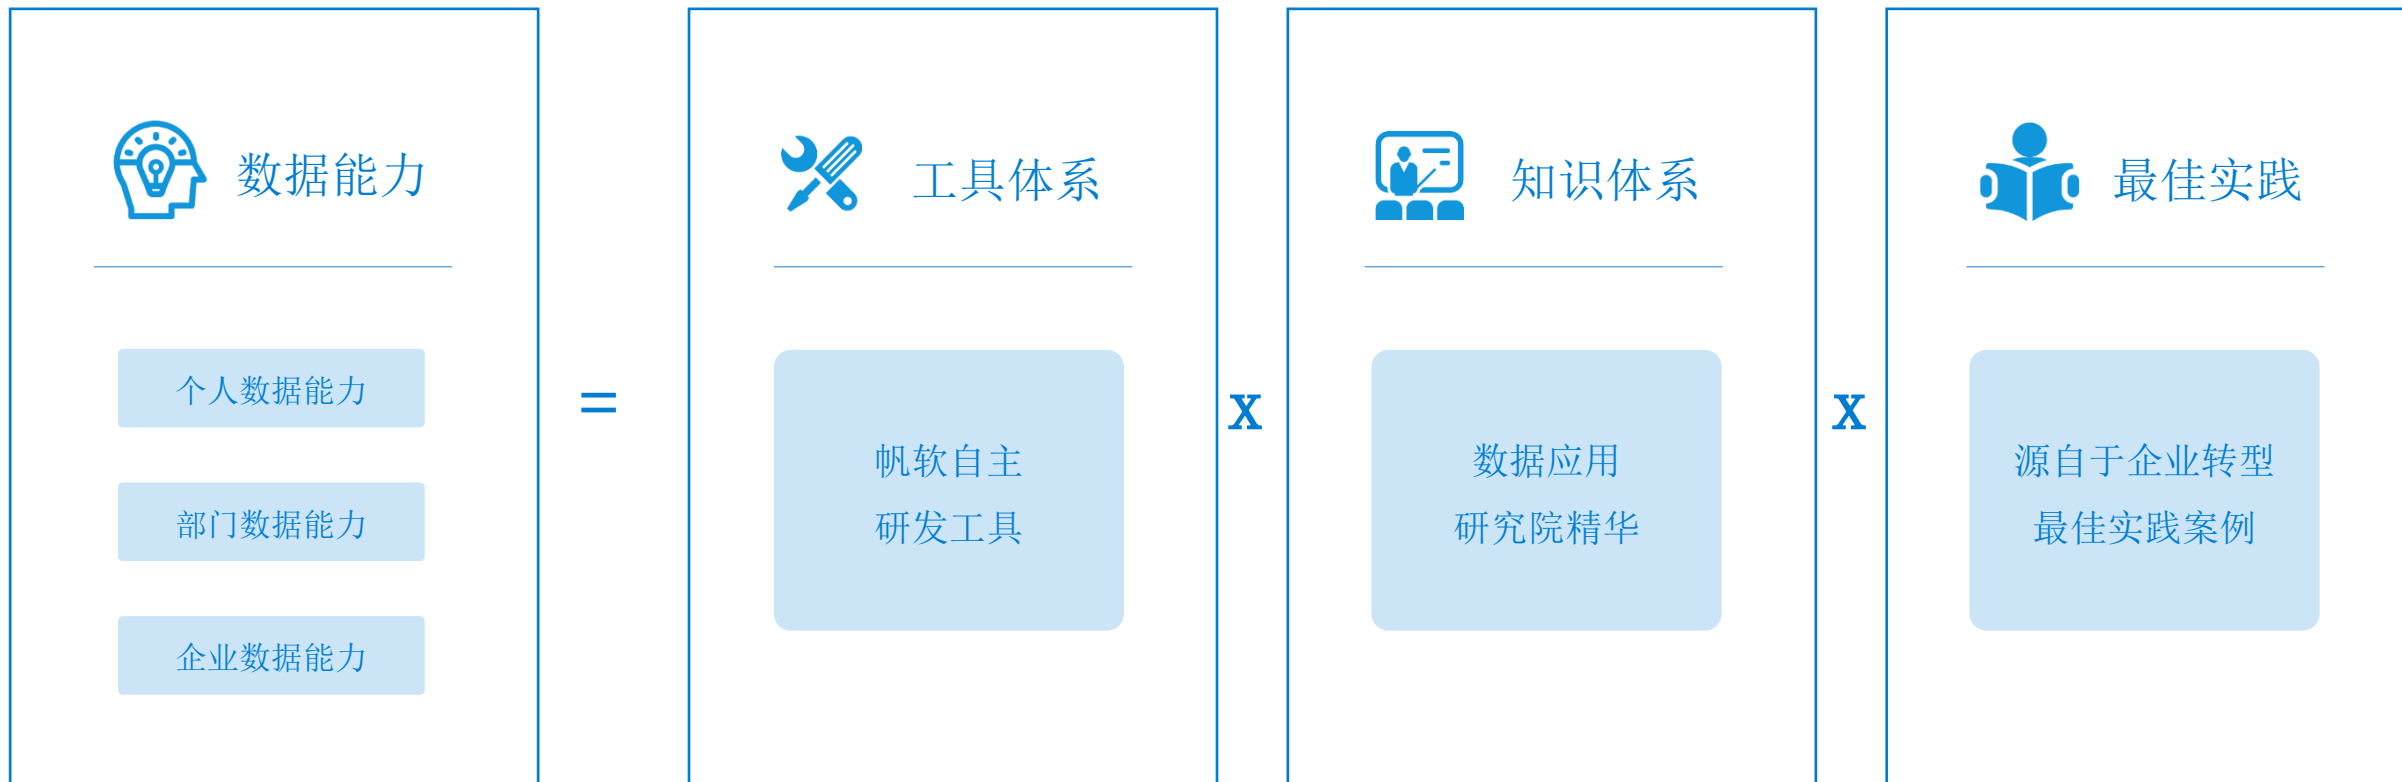 数据能力
个人数据能力
部门数据能力
企业数据能力
=
工具体系
帆软自主
研发工具
x
知识体系
数据应用
研究院精华
x
最佳实践
源自于企业转型
最佳实践案例